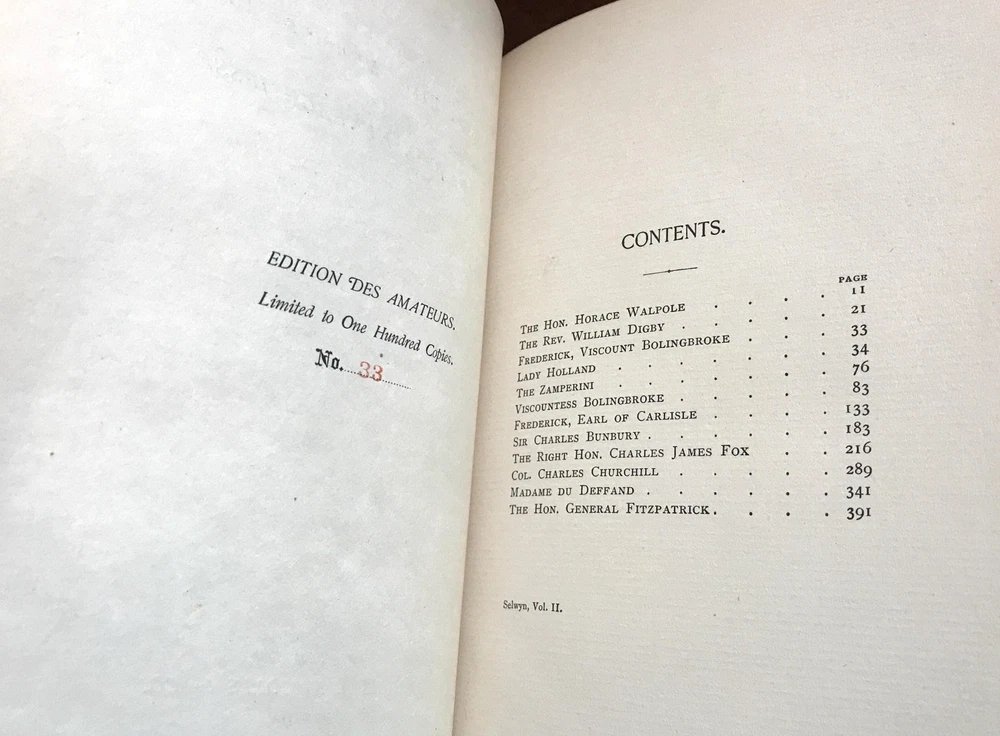 EDITION DES AMATEURS.
Limited to One Hundred Copies.
No. 33
CONTENTS.
PAGE
THE HON. HORACE WALPOLE . . . . 11
THE REV. WILLIAM DIGBY . . . . . 21
FREDERICK, VISCOUNT BOLINGBROKE . . . 33
LADY HOLLAND . . . . . . 34
THE ZAMPERINI . . . . . . 76
VISCOUNTESS BOLINGBROKE . . . . . 83
FREDERICK, EARL OF CARLISLE . . . . 133
SIR CHARLES BUNBURY . . . . . . 183
THE RIGHT HON. CHARLES JAMES FOX . . . 216
COL. CHARLES CHURCHILL . . . . . 289
MADAME DU DEFFAND . . . . . . 341
THE HON. GENERAL FITZPATRICK . . . . 391
Selwyn, Vol. II.